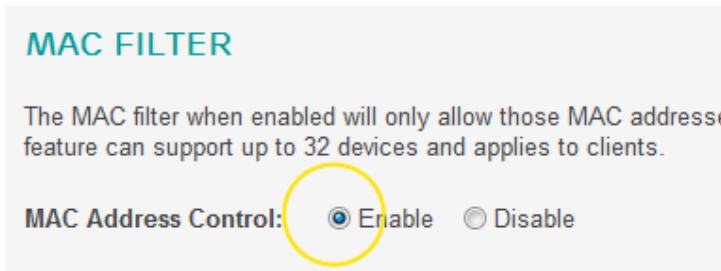 MAC FILTER
The MAC filter when enabled will only allow those MAC
feature can support up to 32 devices and applies to clients.
MAC Address Control: Enable Disable